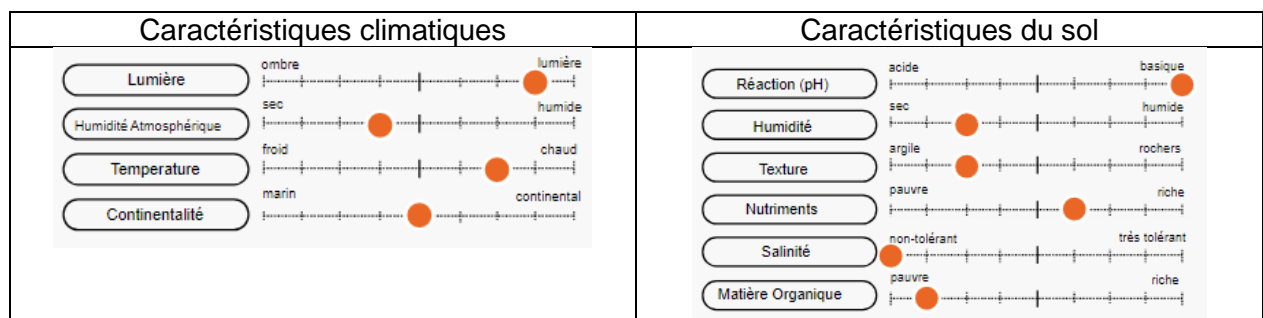 Caractéristiques climatiques
Lumière
ombre
lumière
Humidité Atmosphérique
sec
humide
Temperature
froid
chaud
Continentalité
marin
continental
Caractéristiques du sol
Réaction (pH)
acide
basique
Humidité
sec
humide
Texture
argile
rochers
Nutriments
pauvre
riche
Salinité
non-tolérant
très tolérant
Matière Organique
pauvre
riche